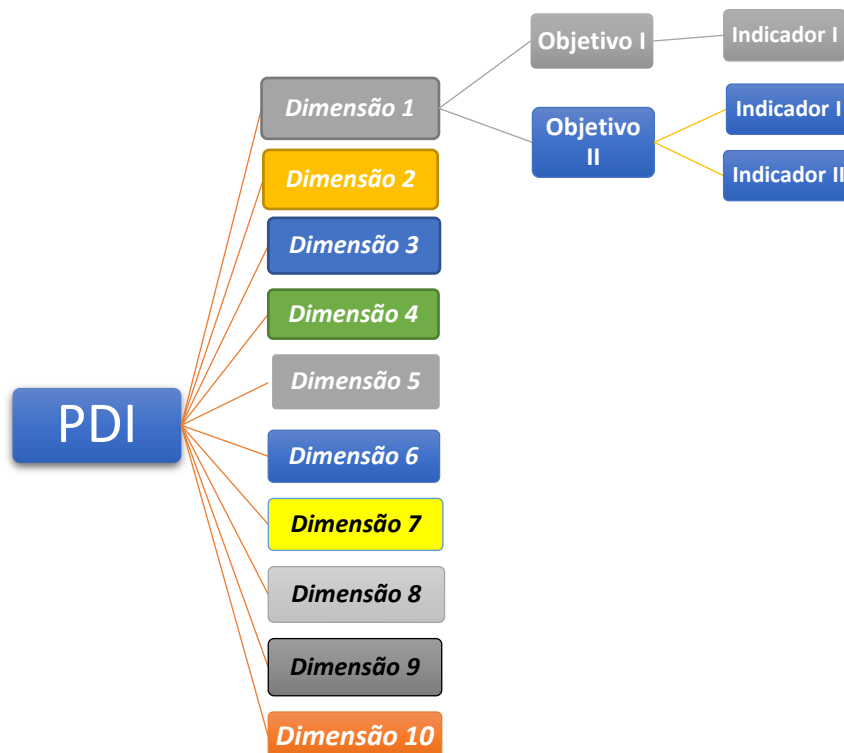 PDI
Dimensão 1
Dimensão 2
Dimensão 3
Dimensão 4
Dimensão 5
Dimensão 6
Dimensão 7
Dimensão 8
Dimensão 9
Dimensão 10
Objetivo I
Indicador I
Objetivo
II
Indicador I
Indicador II